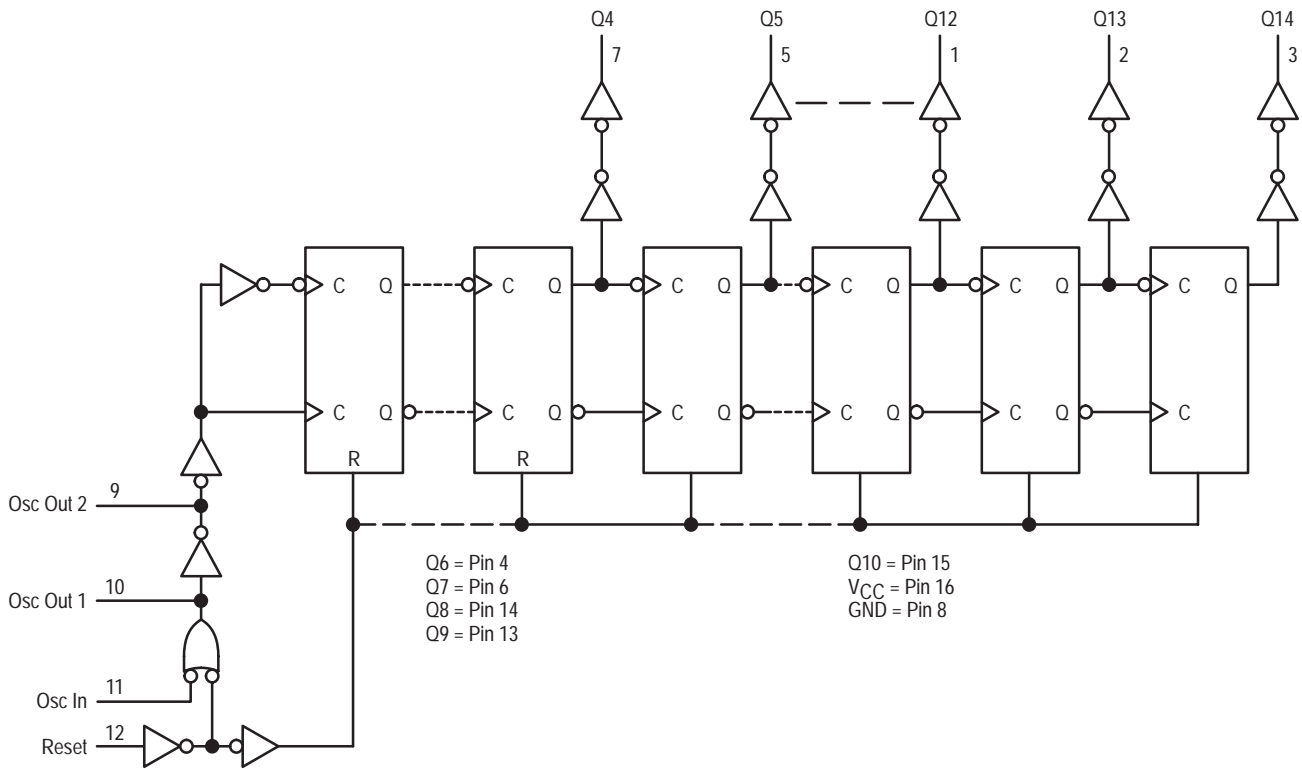 Q4 Q5 Q12 Q13 Q14
7 5 1 2 3
C Q C Q C Q C Q C Q C Q
C Q C Q C Q C Q C Q C
R R
Osc Out 2 9
Osc Out 1 10
Osc In 11
Reset 12
Q6 = Pin 4
Q7 = Pin 6
Q8 = Pin 14
Q9 = Pin 13
Q10 = Pin 15
VCC = Pin 16
GND = Pin 8